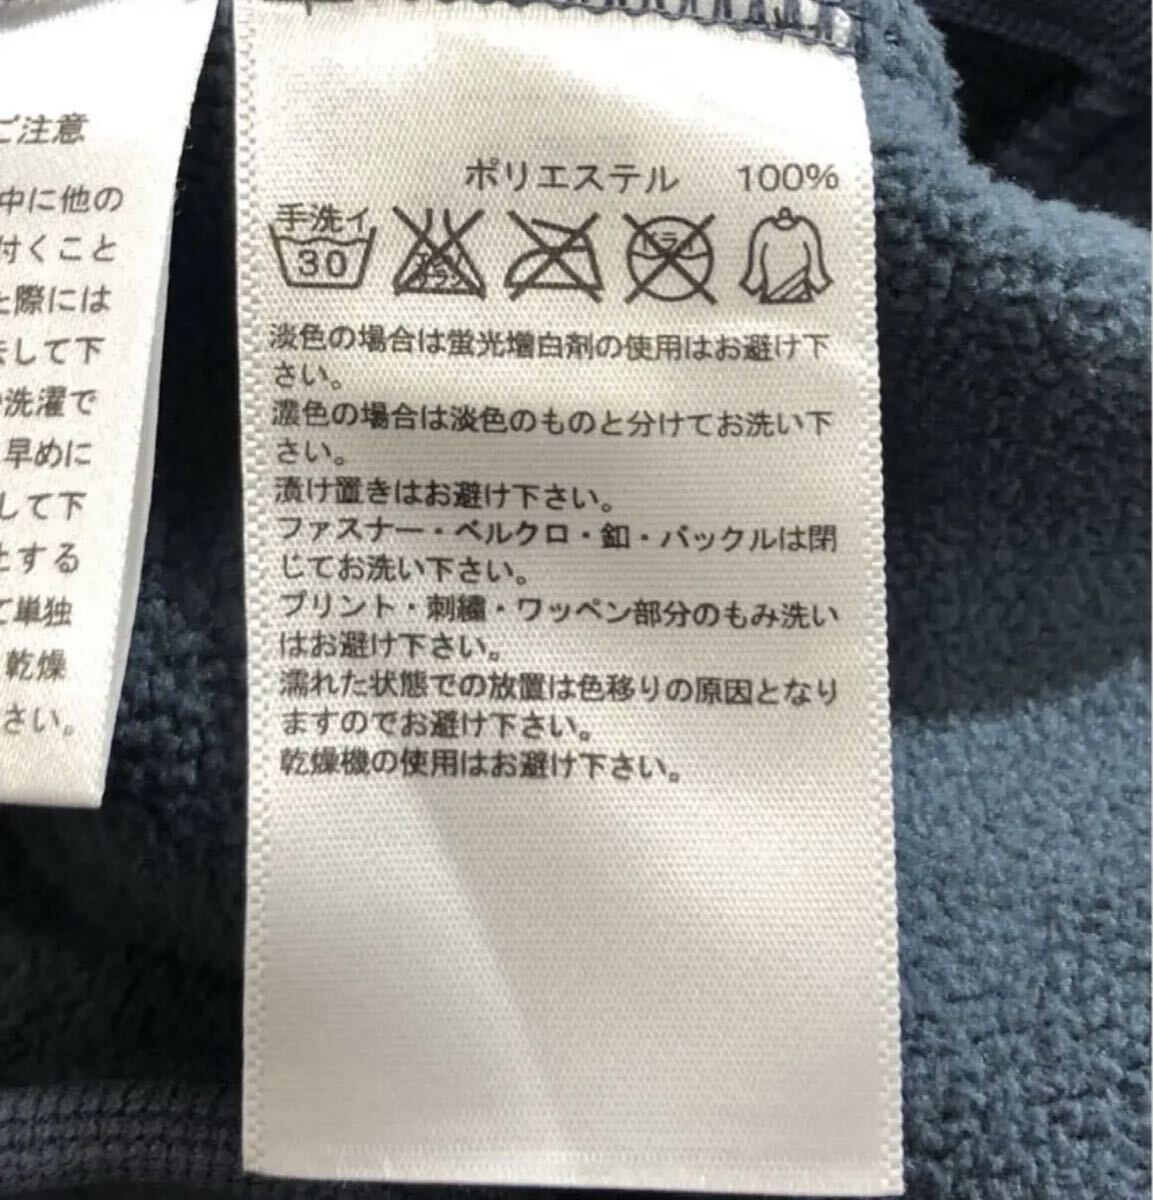 ご注意
中に他の
付くこと
た際には
去して下
や洗濯で
早めに
して下
とする
て単独
乾燥
さい。
ポリエステル 100%
手洗イ
30
エンソ
サラシ
ドライ
淡色の場合は蛍光増白剤の使用はお避け下
さい。
濃色の場合は淡色のものと分けてお洗い下
さい。
漬け置きはお避け下さい。
ファスナー・ベルクロ・釦・バックルは閉
じてお洗い下さい。
プリント・刺繍・ワッペン部分のもみ洗い
はお避け下さい。
濡れた状態での放置は色移りの原因となり
ますのでお避け下さい。
乾燥機の使用はお避け下さい。